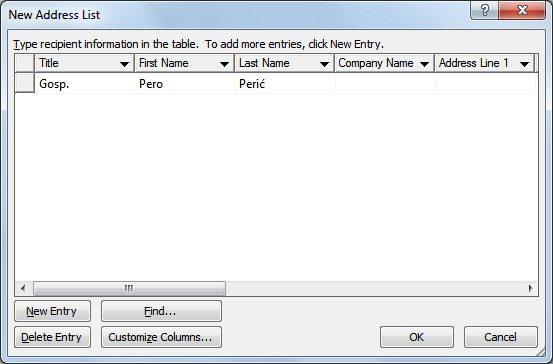 New Address List
Type recipient information in the table. To add more entries, click New Entry.
Title First Name Last Name Company Name Address Line 1
Gosp. Pero Perić
New Entry Find...
Delete Entry Customize Columns... OK Cancel